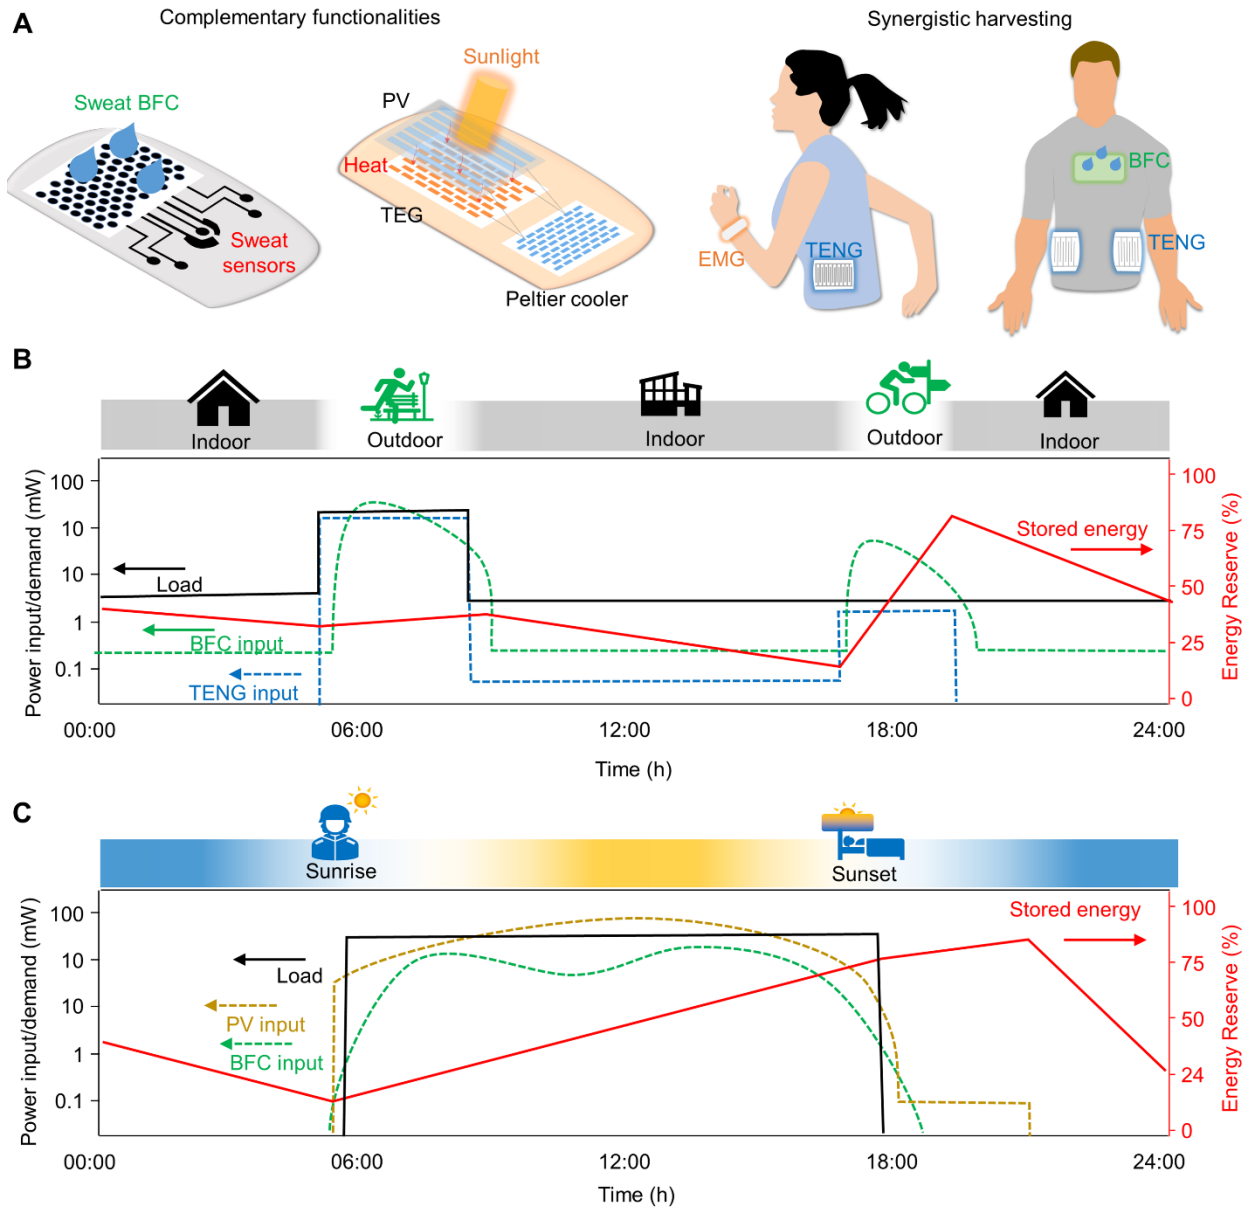 A
Complementary functionalities
Synergistic harvesting
Sweat BFC
Sunlight
PV
Heat
TEG
Sweat
sensors
Peltier cooler
EMG
TENG
BFC
TENG
B
Indoor
Outdoor
Indoor
Outdoor
Indoor
Power input/demand (mW)
100
10
10
1
0.1
Load
BFC input
TENG input
Stored energy
100
75
50
25
0
Energy Reserve (%)
00:00
06:00
12:00
18:00
24:00
Time (h)
C
Sunrise
Sunset
Power input/demand (mW)
100
10
10
1
0.1
Load
PV input
BFC input
Stored energy
100
75
50
24
0
Energy Reserve (%)
00:00
06:00
12:00
18:00
24:00
Time (h)